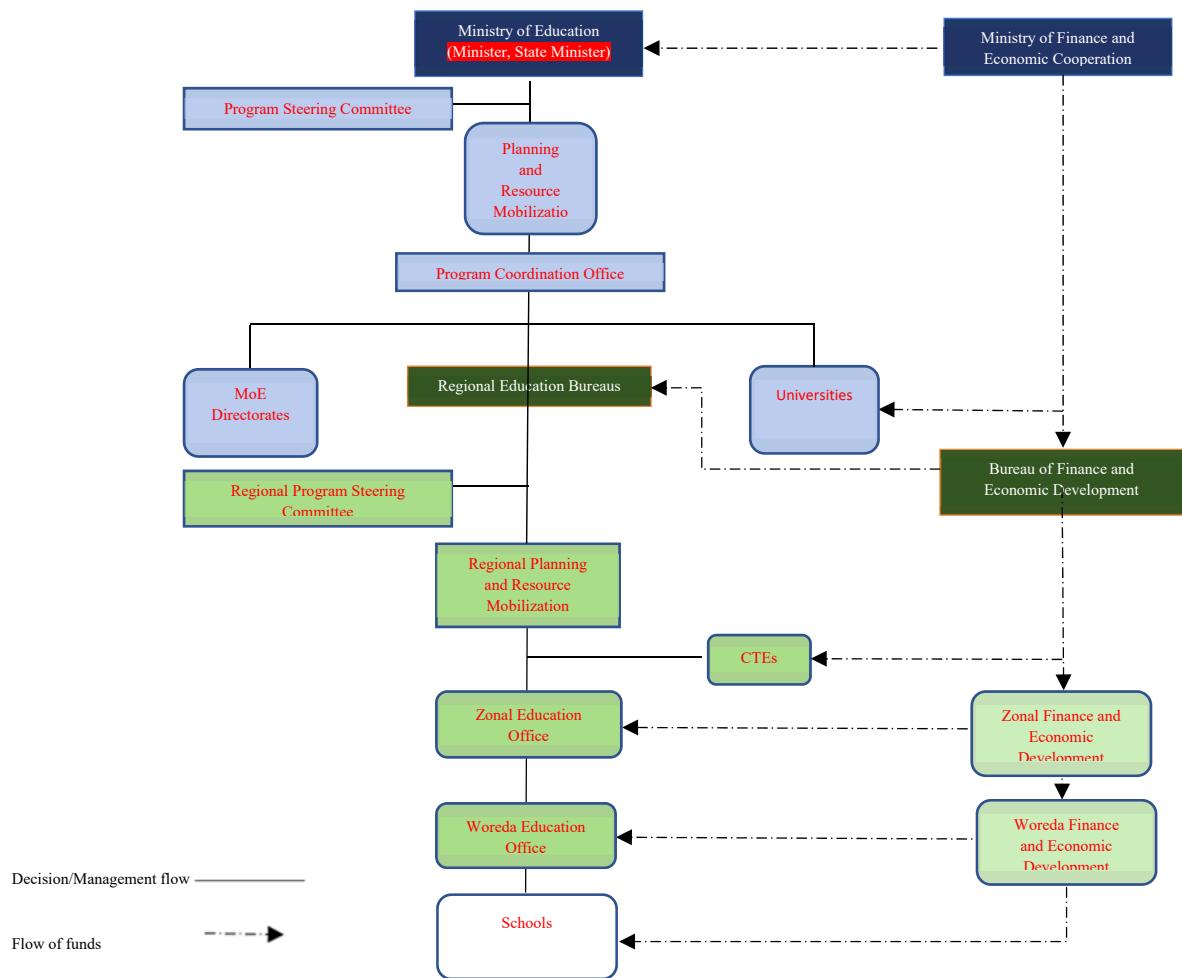 Ministry of Education
(Minister, State Minister)
Ministry of Finance and
Economic Cooperation
Program Steering Committee
Planning
and
Resource
Mobilizatio
Program Coordination Office
MoE
Directorates
Regional Education Bureaus
Universities
Bureau of Finance and
Economic Development
Regional Program Steering
Committee
Regional Planning
and Resource
Mobilization
CTEs
Zonal Education
Office
Zonal Finance and
Economic
Development
Woreda Education
Office
Woreda Finance
and Economic
Development
Decision/Management flow
Schools
Flow of funds